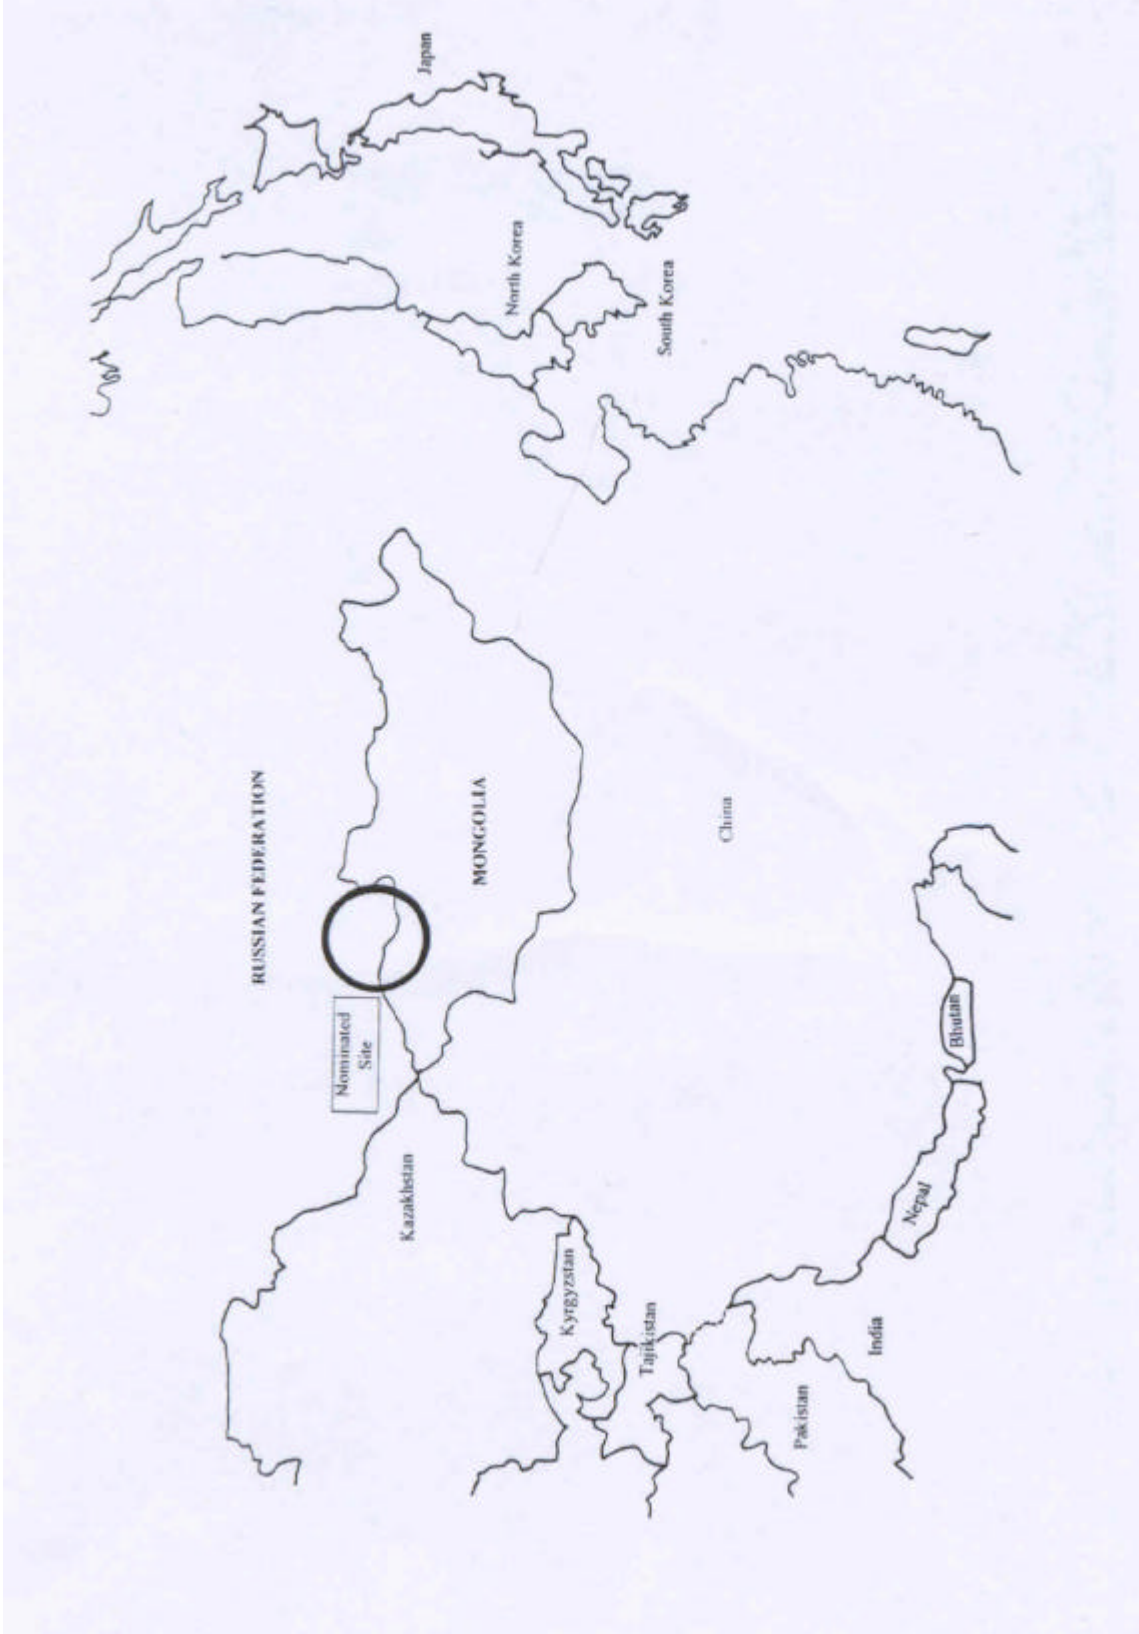 RUSSIAN FEDERATION
Nominated
Site
MONGOLIA
Kazakhstan
China
Japan
North Korea
South Korea
Kyrgyzstan
Tajikistan
Pakistan
India
Nepal
Bhutan